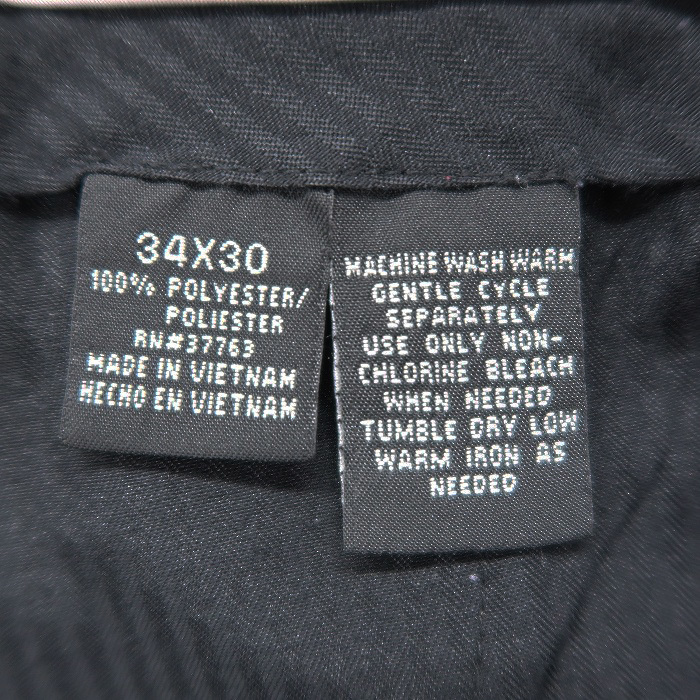 34X30
100% POLYESTER/
POLIESTER
RN#37763
MADE IN VIETNAM
HECHO EN VIETNAM
MACHINE WASH WARM
GENTLE CYCLE
SEPARATELY
USE ONLY NON-
CHLORINE BLEACH
WHEN NEEDED
TUMBLE DRY LOW
WARM IRON AS
NEEDED